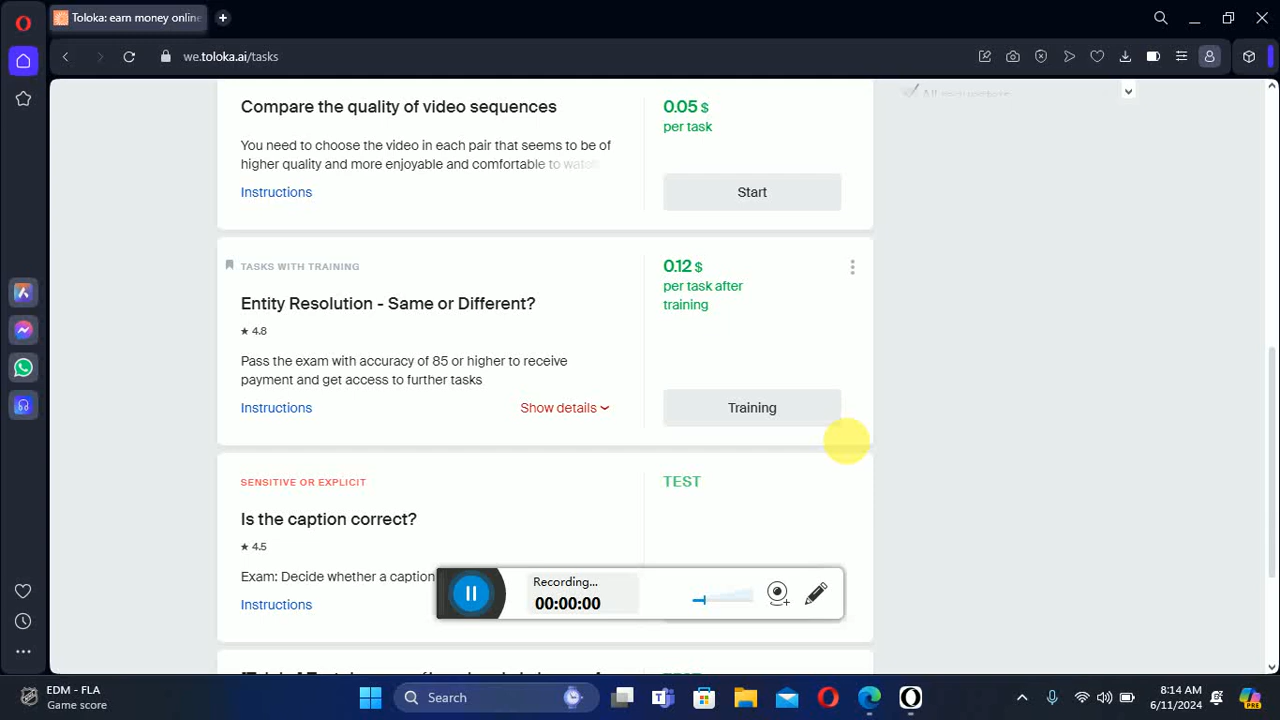 Toloka: earn money online
we.toloka.ai/tasks
Compare the quality of video sequences
0.05 $
per task
You need to choose the video in each pair that seems to be of
higher quality and more enjoyable and comfortable to watch
Instructions
Start
TASKS WITH TRAINING
0.12 $
per task after
training
Entity Resolution - Same or Different?
4.8
Pass the exam with accuracy of 85 or higher to receive
payment and get access to further tasks
Instructions
Show details
Training
SENSITIVE OR EXPLICIT
TEST
Is the caption correct?
4.5
Exam: Decide whether a caption
Instructions
Recording...
00:00:00
EDM - FLA
Game score
Search
8:14 AM
6/11/2024